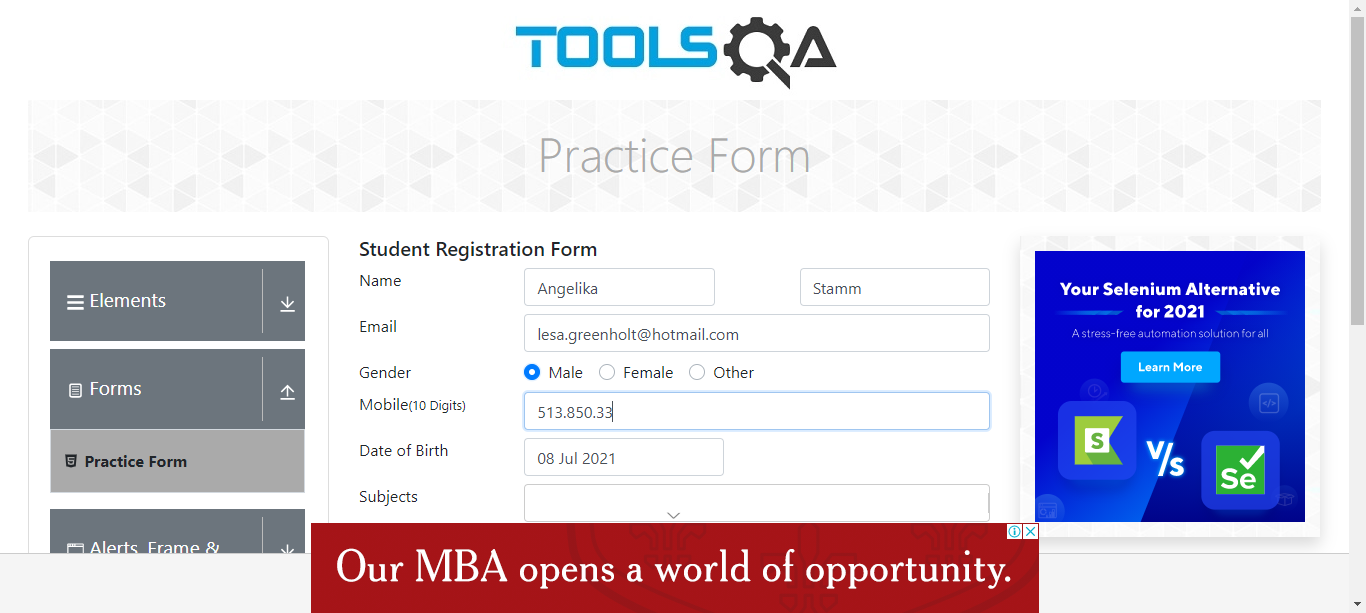 TOOLSQA
Practice Form
Elements
Forms
Practice Form
Alerts, Frame &
Student Registration Form
Name
Angelika
Stamm
Email
lesa.greenholt@hotmail.com
Gender
Male
Female
Other
Mobile(10 Digits)
513.850.33
Date of Birth
08 Jul 2021
Subjects
Your Selenium Alternative
for 2021
A stress-free automation solution for all
Learn More
S
V/s
Se
Our MBA opens a world of opportunity.